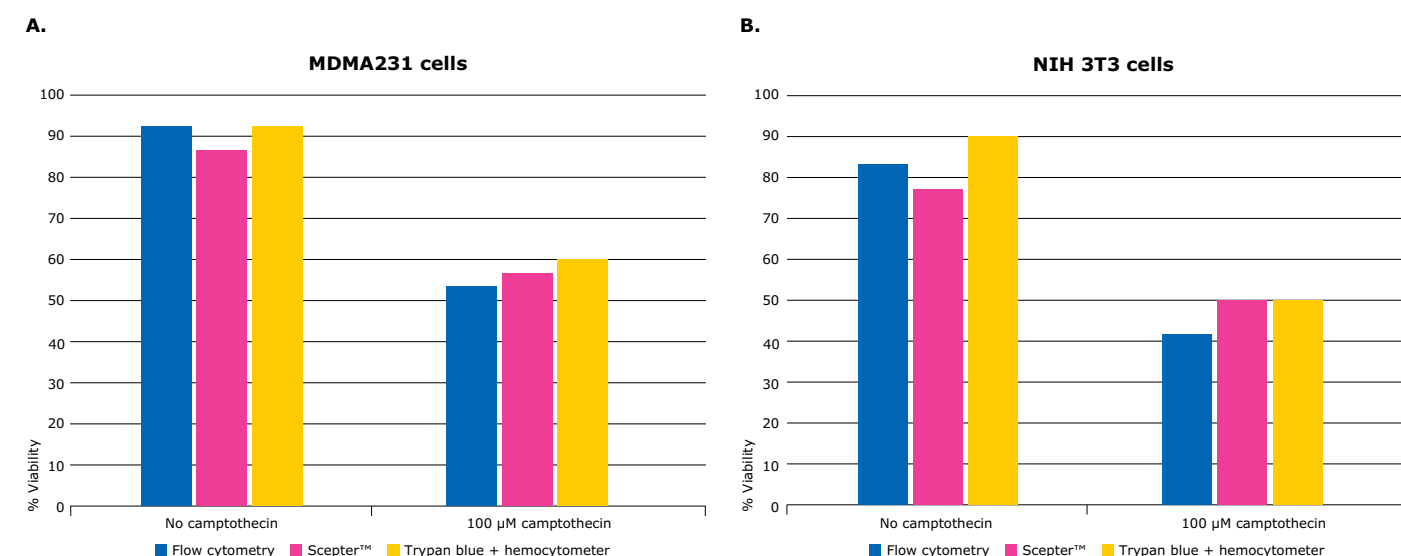 A.
MDMA231 cells
100
90
80
70
60
50
40
30
20
10
0
% Viability
No camptothecin 100 µM camptothecin
Flow cytometry Scepter™ Trypan blue + hemocytometer
B.
NIH 3T3 cells
100
90
80
70
60
50
40
30
20
10
0
% Viability
No camptothecin 100 µM camptothecin
Flow cytometry Scepter™ Trypan blue + hemocytometer